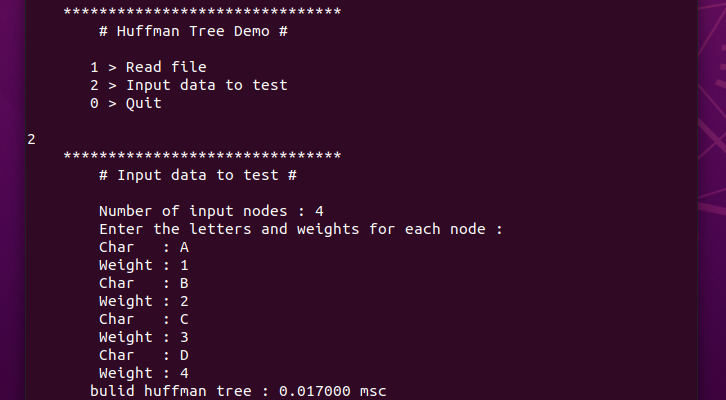 *******************************
# Huffman Tree Demo #
1 > Read file
2 > Input data to test
0 > Quit
2
*******************************
# Input data to test #
Number of input nodes : 4
Enter the letters and weights for each node :
Char   : A
Weight : 1
Char   : B
Weight : 2
Char   : C
Weight : 3
Char   : D
Weight : 4
bulid huffman tree : 0.017000 msc